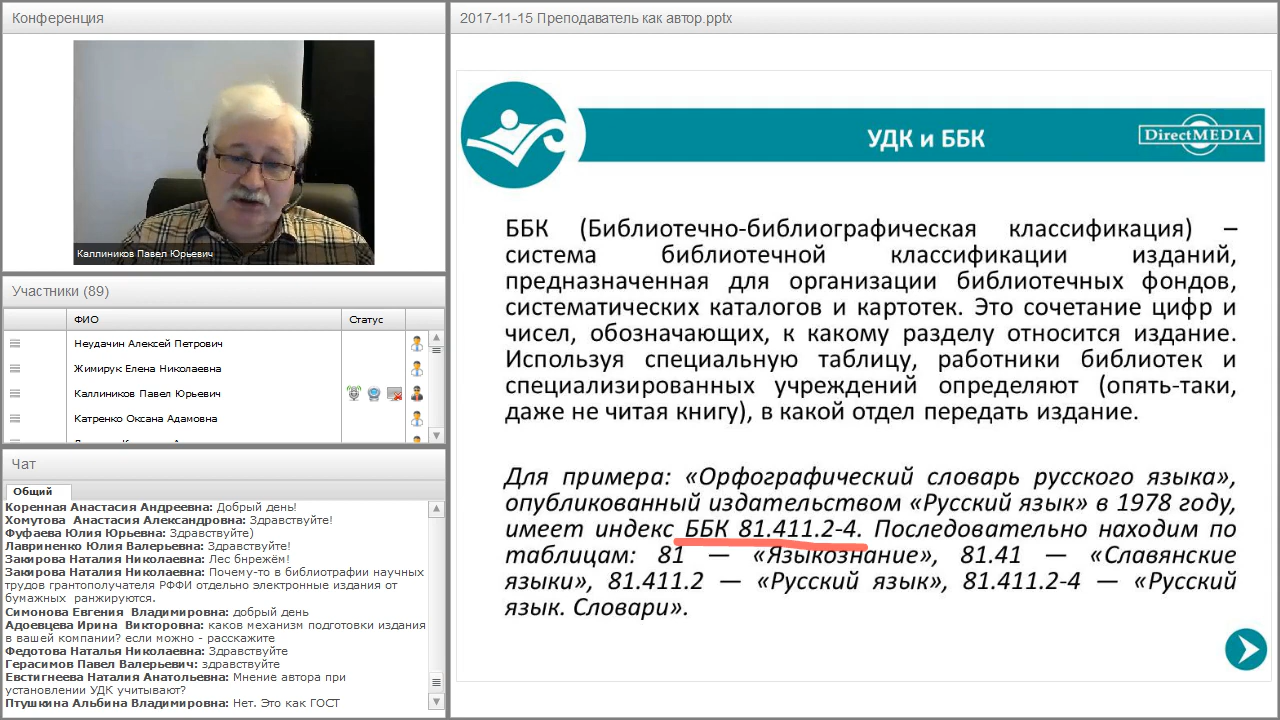 Конференция
Каллиников Павел Юрьевич
Участники (89)
ФИО
Статус
Неудачин Алексей Петрович
Жимирук Елена Николаевна
Каллиников Павел Юрьевич
Катренко Оксана Адамовна
Чат
Общий
Коренная Анастасия Андреевна: Добрый день!
Хомутова Анастасия Александровна: Здравствуйте!
Фуфаева Юлия Юрьевна: Здравствуйте)
Лавриненко Юлия Валерьевна: Здравствуйте!
Закирова Наталия Николаевна: Лес бнрежём!
Закирова Наталия Николаевна: Почему-то в библиотрафии научных
трудов грантополучателя РФФИ отдельно электронные издания от
бумажных ранжируются.
Симонова Евгения Владимировна: добрый день
Адоевцева Ирина Викторовна: каков механизм подготовки издания
в вашей компании? если можно - расскажите
Федотова Наталья Николаевна: Здравствуйте
Герасимов Павел Валерьевич: здравствуйте
Евстигнеева Наталия Анатольевна: Мнение автора при
установлении УДК учитывают?
Птушкина Альбина Владимировна: Нет. Это как ГОСТ
2017-11-15 Преподаватель как автор.pptx
УДК и ББК
DirectMEDIA
ББК (Библиотечно-библиографическая классификация) –
система библиотечной классификации изданий,
предназначенная для организации библиотечных фондов,
систематических каталогов и картотек. Это сочетание цифр и
чисел, обозначающих, к какому разделу относится издание.
Используя специальную таблицу, работники библиотек и
специализированных учреждений определяют (опять-таки,
даже не читая книгу), в какой отдел передать издание.
Для примера: «Орфографический словарь русского языка»,
опубликованный издательством «Русский язык» в 1978 году,
имеет индекс ББК 81.411.2-4. Последовательно находим по
таблицам: 81 — «Языкознание», 81.41 — «Славянские
языки», 81.411.2 — «Русский язык», 81.411.2-4 — «Русский
язык. Словари».